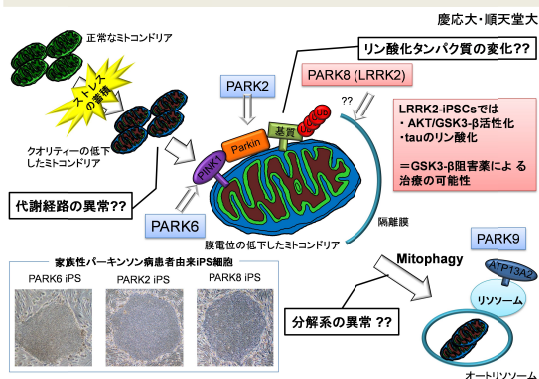 慶応大・順天堂大
正常なミトコンドリア
ストレス
の蓄積
クオリティーの低下
したミトコンドリア
代謝経路の異常??
PARK2
リン酸化タンパク質の変化??
PARK8 (LRRK2)
??
基質
Parkin
PINK1
PARK6
腹電位の低下したミトコンドリア
隔離膜
LRRK2-iPSCsでは
・AKT/GSK3-β活性化
・tauのリン酸化
＝GSK3-β阻害薬による
治療の可能性
家族性パーキンソン病患者由来iPS細胞
PARK6 iPS
PARK2 iPS
PARK8 iPS
Mitophagy
分解系の異常 ??
PARK9
ATP13A2
リソソーム
オートリソソーム